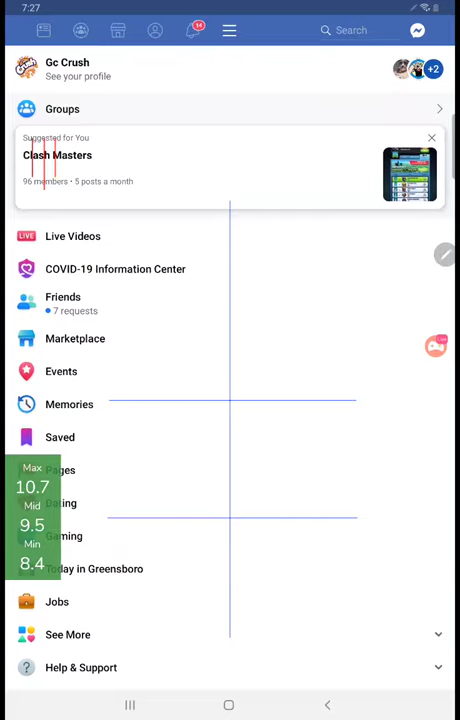 7:27
14
Search
Gc Crush
See your profile
+2
Groups
Suggested for You
Clash Masters
96 members • 5 posts a month
LIVE
Live Videos
COVID-19 Information Center
Friends
7 requests
Live
Marketplace
Events
Memories
Saved
Max
10.7
Mid
9.5
Min
8.4
Pages
Dating
Gaming
Today in Greensboro
Jobs
See More
? Help & Support